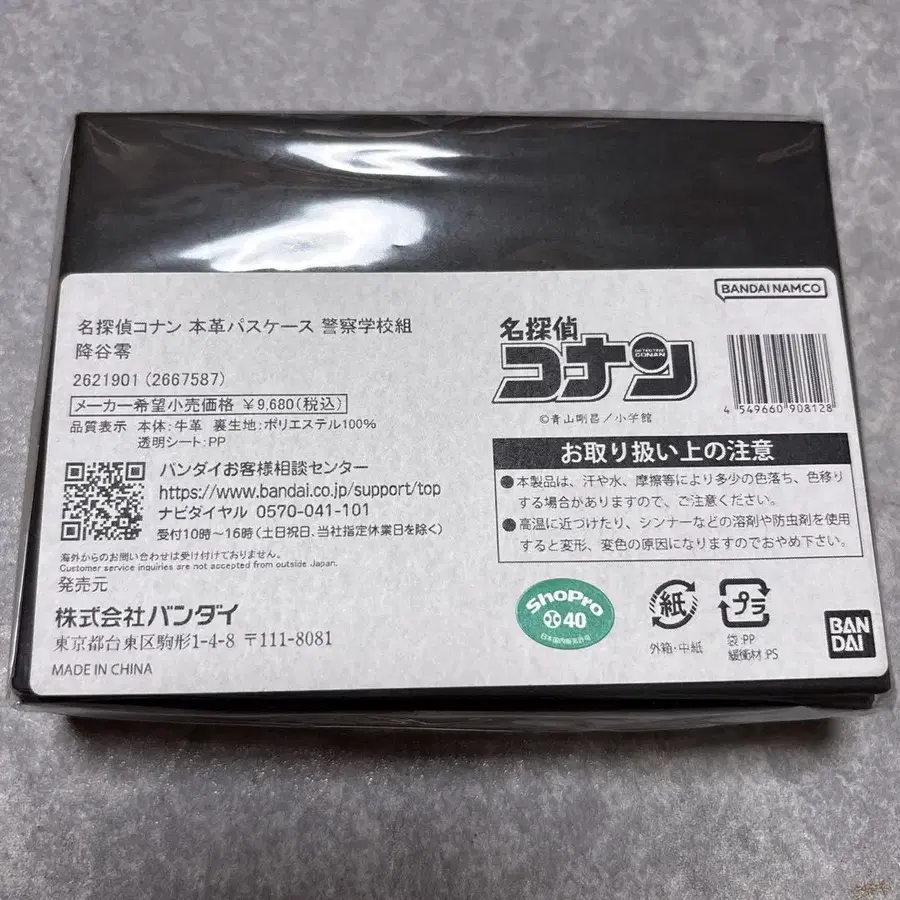 BANDAI NAMCO
名探偵コナン 本革パスケース 警察学校組
降谷零
2621901(2667587)
メーカー希望小売価格 ¥9,680(税込)
品質表示 本体:牛革 裏生地:ポリエステル100%
透明シート:PP
バンダイお客様相談センター
https://www.bandai.co.jp/support/top
ナビダイヤル 0570-041-101
受付10時~16時(土日祝日、当社指定休業日を除く)
海外からのお問い合わせは受け付けておりません。
Customer service inquiries are not accepted from outside Japan.
発売元
株式会社バンダイ
東京都台東区駒形1-4-8 〒111-8081
MADE IN CHINA
名探偵
コナン
DETECTIVE
CONAN
©青山剛昌/小学館
4 549660 908128
お取り扱い上の注意
●本製品は、汗や水、摩擦等により多少の色落ち、色移り
する場合がありますので、ご注意ください。
●高温に近づけたり、シンナーなどの溶剤や防虫剤を使用
すると変形、変色の原因になりますのでおやめ下さい。
ShoPro
40
紙
外箱・中紙
プラ
袋:PP
緩衝材:PS
BAN
DAI